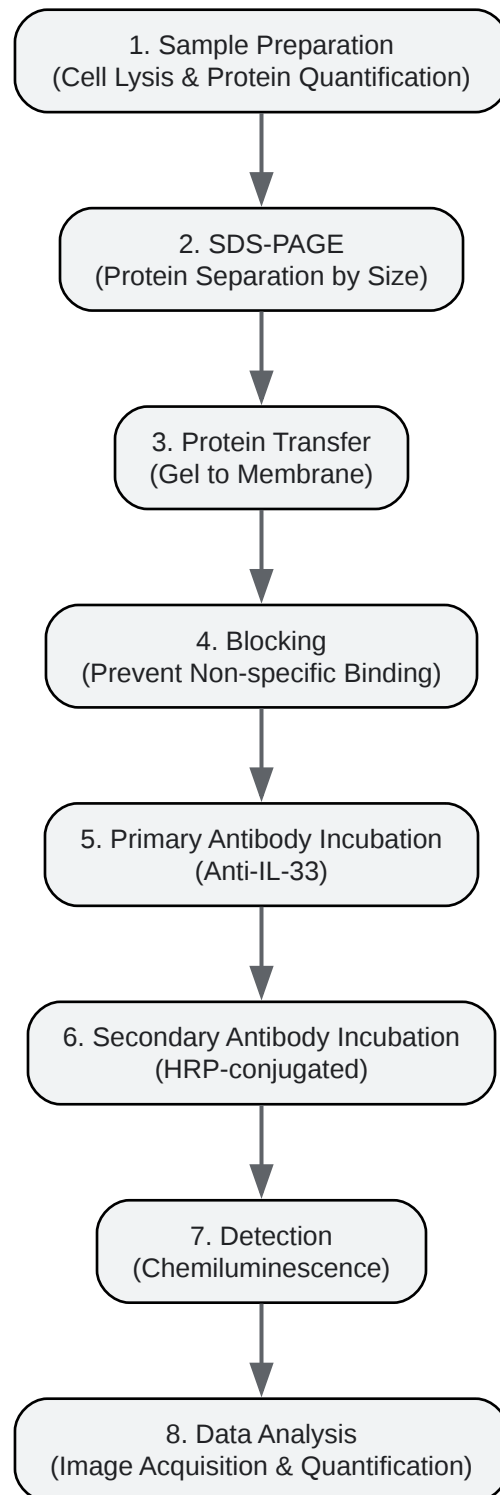 1. Sample Preparation
(Cell Lysis & Protein Quantification)
2. SDS-PAGE
(Protein Separation by Size)
3. Protein Transfer
(Gel to Membrane)
4. Blocking
(Prevent Non-specific Binding)
5. Primary Antibody Incubation
(Anti-IL-33)
6. Secondary Antibody Incubation
(HRP-conjugated)
7. Detection
(Chemiluminescence)
8. Data Analysis
(Image Acquisition & Quantification)